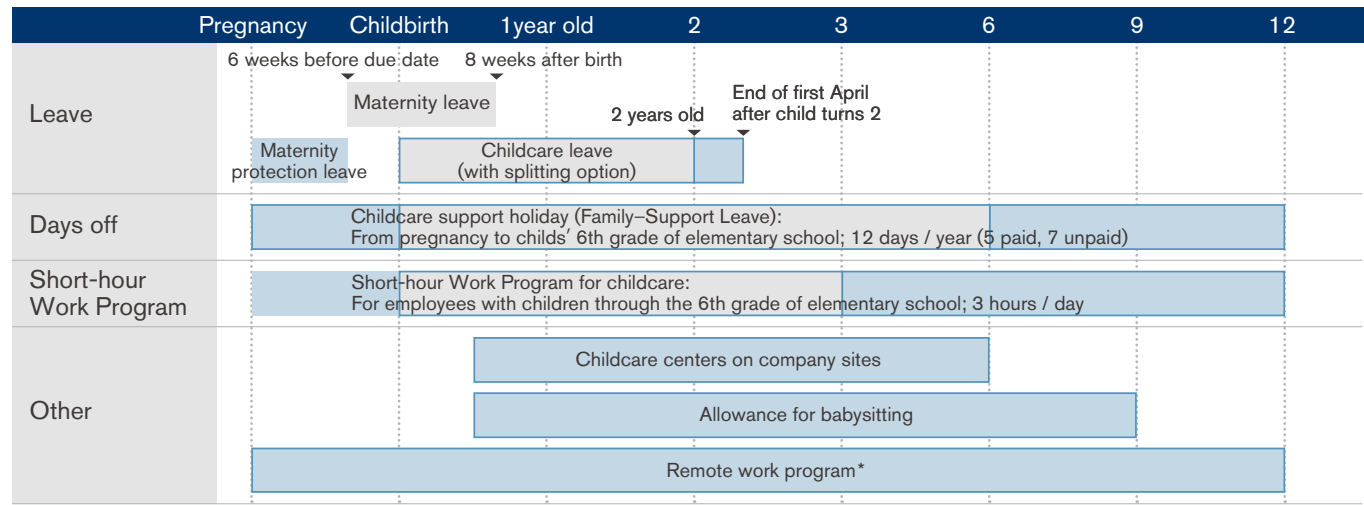 Pregnancy Childbirth 1year old 2 3 6 9 12
6 weeks before due date 8 weeks after birth
Leave
Maternity leave
2 years old
End of first April
after child turns 2
Maternity
protection leave
Childcare leave
(with splitting option)
Days off
Childcare support holiday (Family–Support Leave):
From pregnancy to childs’ 6th grade of elementary school; 12 days / year (5 paid, 7 unpaid)
Short-hour
Work Program
Short-hour Work Program for childcare:
For employees with children through the 6th grade of elementary school; 3 hours / day
Other
Childcare centers on company sites
Allowance for babysitting
Remote work program*